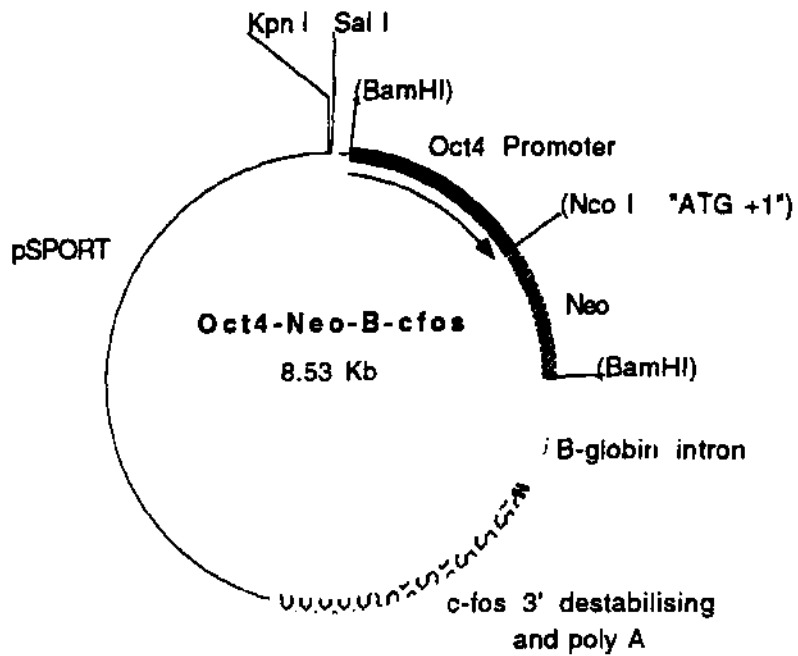 Kpn I Sal I
(BamHI)
Oct4 Promoter
(Nco I "ATG +1")
pSPORT
Neo
Oct4-Neo-B-cfos
8.53 Kb
(BamHI)
B-globin intron
c-fos 3' destabilising
and poly A